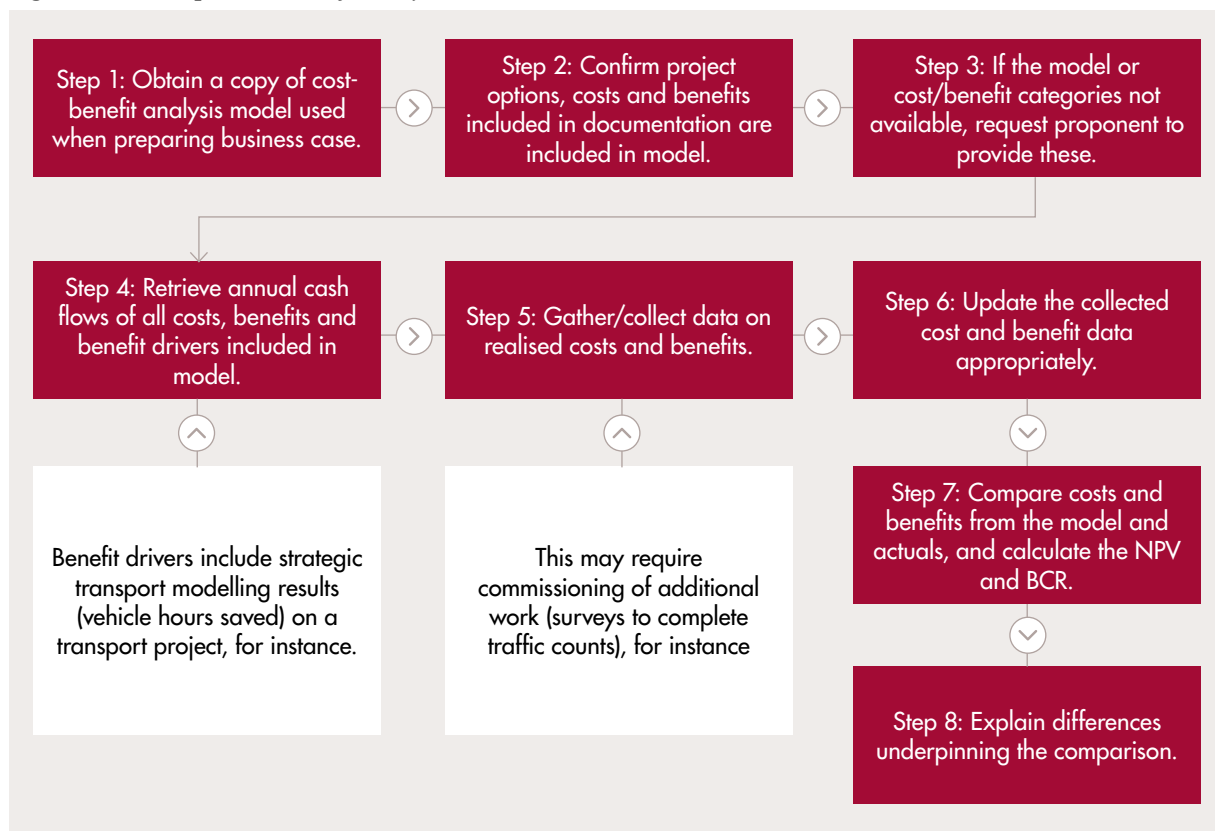 Step 1: Obtain a copy of cost-
benefit analysis model used
when preparing business case.
Step 2: Confirm project
options, costs and benefits
included in documentation are
included in model.
Step 3: If the model or
cost/benefit categories not
available, request proponent to
provide these.
Step 4: Retrieve annual cash
flows of all costs, benefits and
benefit drivers included in
model.
Step 5: Gather/collect data on
realised costs and benefits.
Step 6: Update the collected
cost and benefit data
appropriately.
Benefit drivers include strategic
transport modelling results
(vehicle hours saved) on a
transport project, for instance.
This may require
commissioning of additional
work (surveys to complete
traffic counts), for instance
Step 7: Compare costs and
benefits from the model and
actuals, and calculate the NPV
and BCR.
Step 8: Explain differences
underpinning the comparison.